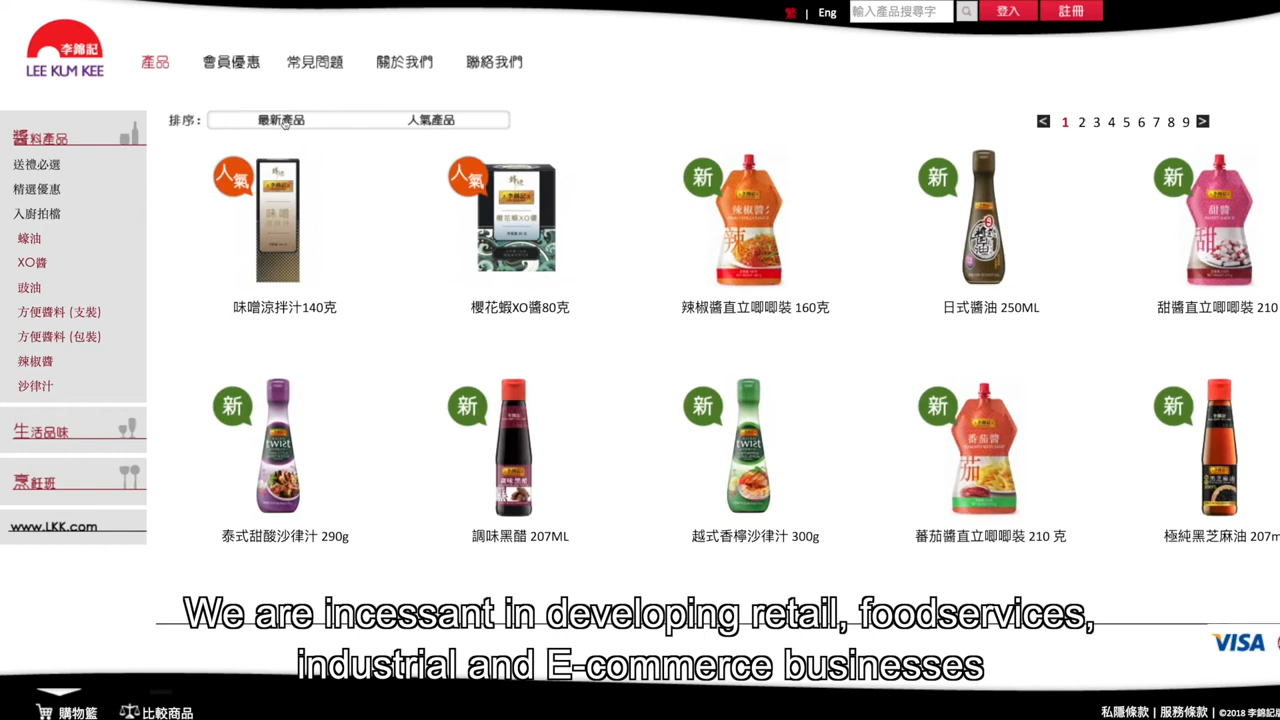 繁 | Eng 輸入產品搜尋字 登入 註冊
李錦記
LEE KUM KEE
產品 會員優惠 常見問題 關於我們 聯絡我們
醬料產品
送禮必選
精選優惠
入廚拍檔
蠔油
XO醬
豉油
方便醬料 (支裝)
方便醬料 (包裝)
辣椒醬
沙律汁
生活品味
烹飪班
www.LKK.com
排序: 最新產品 人氣產品
< 1 2 3 4 5 6 7 8 9 >
人氣 人氣 新 新 新
味噌涼拌汁140克 櫻花蝦XO醬80克 辣椒醬直立唧唧裝 160克 日式醬油 250ML 甜醬直立唧唧裝 210
新 新 新 新 新
泰式甜酸沙律汁 290g 調味黑醋 207ML 越式香檸沙律汁 300g 蕃茄醬直立唧唧裝 210 克 極純黑芝麻油 207m
We are incessant in developing retail, foodservices,
industrial and E-commerce businesses
VISA
購物籃 比較商品
私隱條款 | 服務條款 | ©2018 李錦記